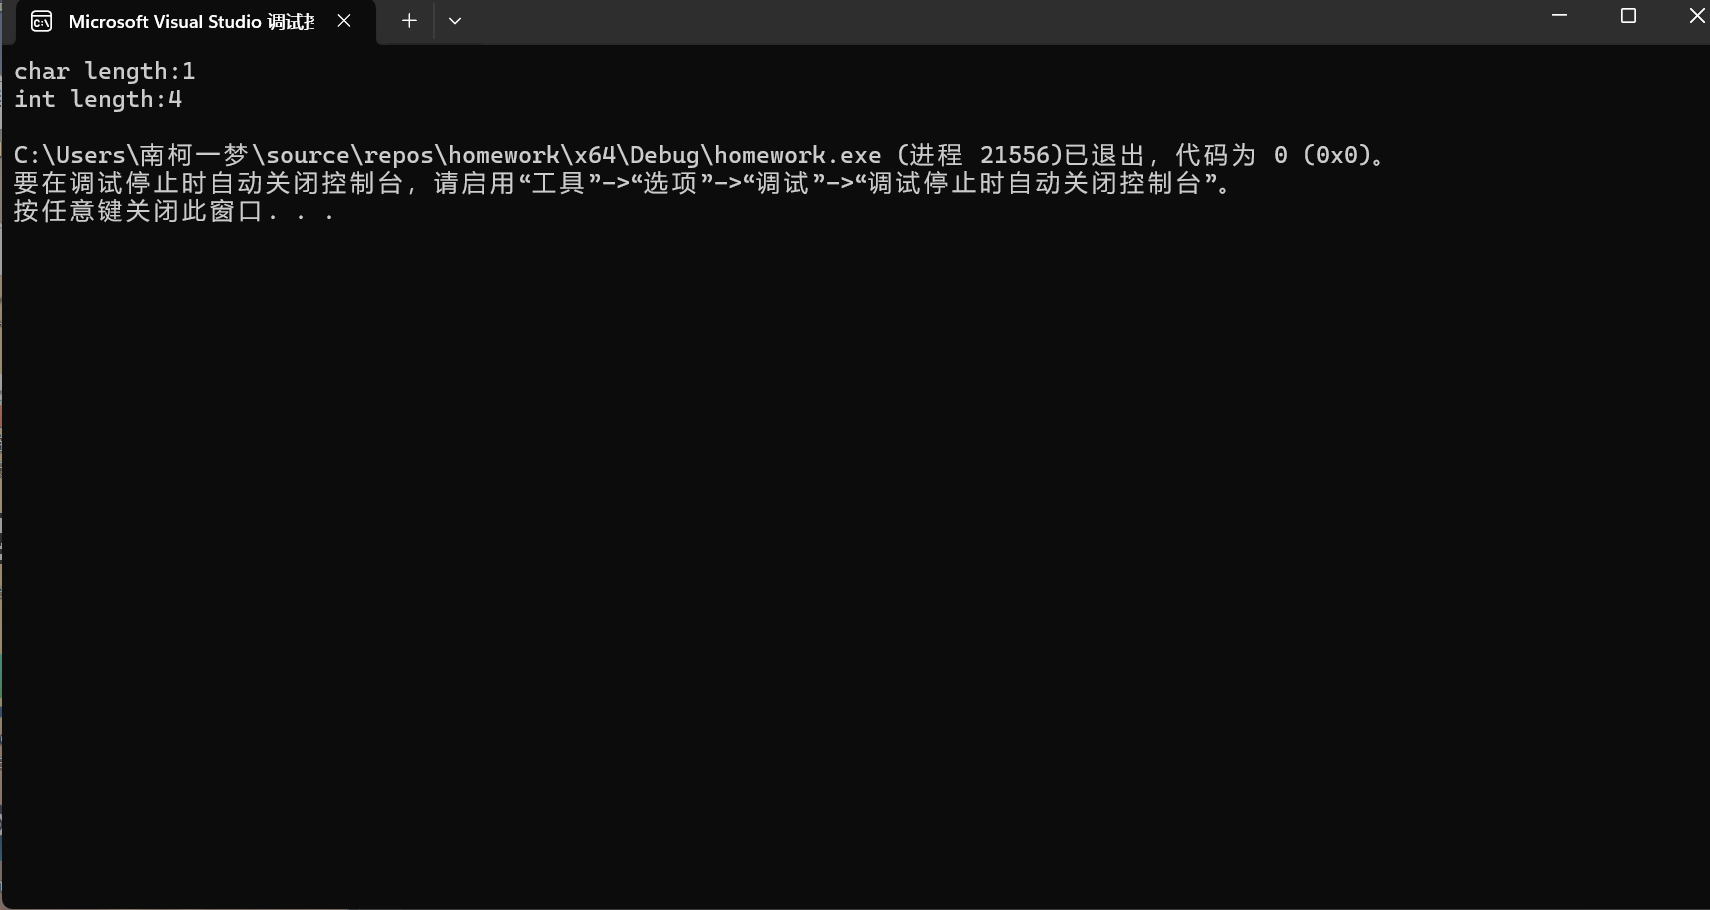 Microsoft Visual Studio 调试
char length:1
int length:4
C:\Users\南柯一梦\source\repos\homework\x64\Debug\homework.exe (进程 21556)已退出，代码为 0 (0x0)。
要在调试停止时自动关闭控制台，请启用“工具”->“选项”->“调试”->“调试停止时自动关闭控制台”。
按任意键关闭此窗口. . .